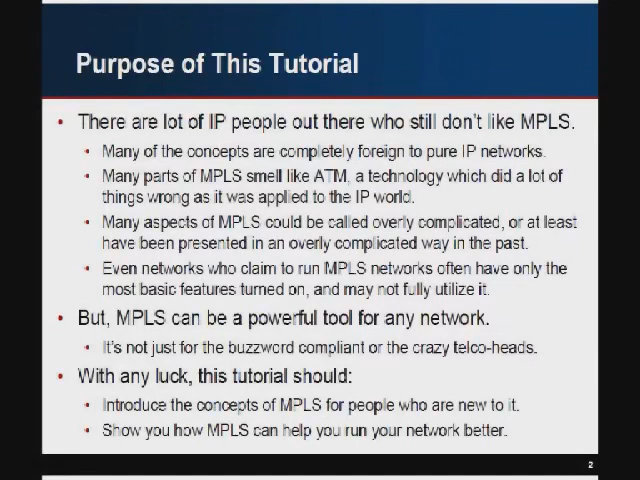 Purpose of This Tutorial
• There are lot of IP people out there who still don't like MPLS.
• Many of the concepts are completely foreign to pure IP networks.
• Many parts of MPLS smell like ATM, a technology which did a lot of
things wrong as it was applied to the IP world.
• Many aspects of MPLS could be called overly complicated, or at least
have been presented in an overly complicated way in the past.
• Even networks who claim to run MPLS networks often have only the
most basic features turned on, and may not fully utilize it.
• But, MPLS can be a powerful tool for any network.
• It's not just for the buzzword compliant or the crazy telco-heads.
• With any luck, this tutorial should:
• Introduce the concepts of MPLS for people who are new to it.
• Show you how MPLS can help you run your network better.
2